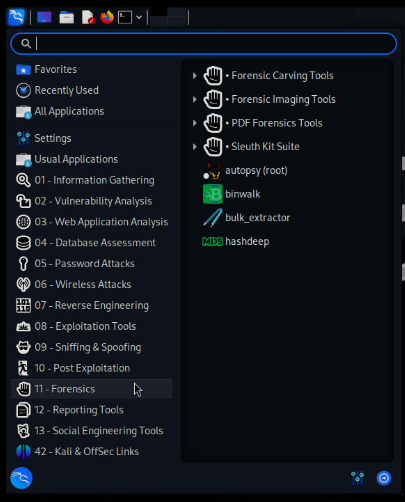 Favorites
Recently Used
All Applications
Settings
Usual Applications
01 - Information Gathering
02 - Vulnerability Analysis
03 - Web Application Analysis
04 - Database Assessment
05 - Password Attacks
06 - Wireless Attacks
07 - Reverse Engineering
08 - Exploitation Tools
09 - Sniffing & Spoofing
10 - Post Exploitation
11 - Forensics
12 - Reporting Tools
13 - Social Engineering Tools
42 - Kali & OffSec Links
• Forensic Carving Tools
• Forensic Imaging Tools
• PDF Forensics Tools
• Sleuth Kit Suite
autopsy (root)
binwalk
bulk_extractor
MD5 hashdeep